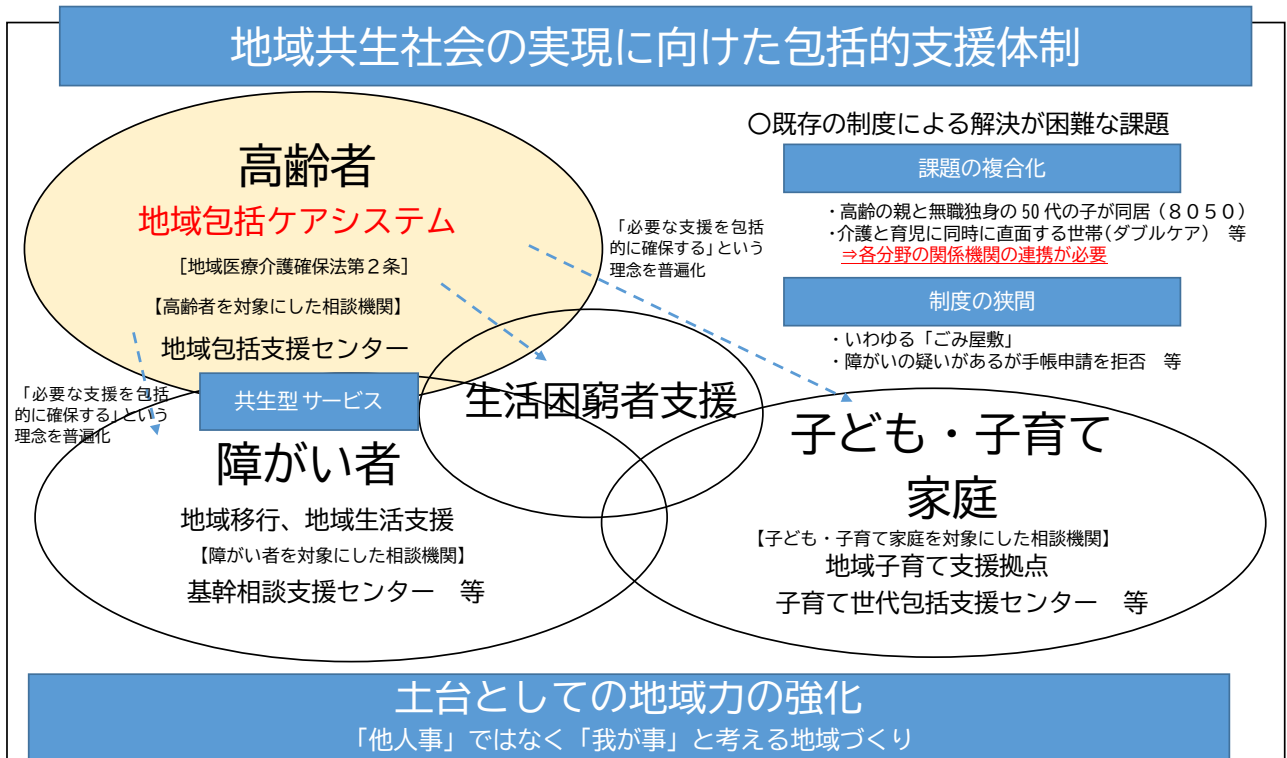 地域共生社会の実現に向けた包括的支援体制
高齢者
地域包括ケアシステム
[地域医療介護確保法第２条]
【高齢者を対象にした相談機関】
地域包括支援センター
「必要な支援を包括
的に確保する」という
理念を普遍化
〇既存の制度による解決が困難な課題
課題の複合化
・高齢の親と無職独身の 50 代の子が同居（８０５０）
・介護と育児に同時に直面する世帯(ダブルケア)　等
⇒各分野の関係機関の連携が必要
制度の狭間
・いわゆる「ごみ屋敷」
・障がいの疑いがあるが手帳申請を拒否　等
「必要な支援を包括
的に確保する」という
理念を普遍化
共生型 サービス
生活困窮者支援
障がい者
地域移行、地域生活支援
【障がい者を対象にした相談機関】
基幹相談支援センター　等
子ども・子育て
家庭
【子ども・子育て家庭を対象にした相談機関】
地域子育て支援拠点
子育て世代包括支援センター　等
土台としての地域力の強化
「他人事」ではなく「我が事」と考える地域づくり